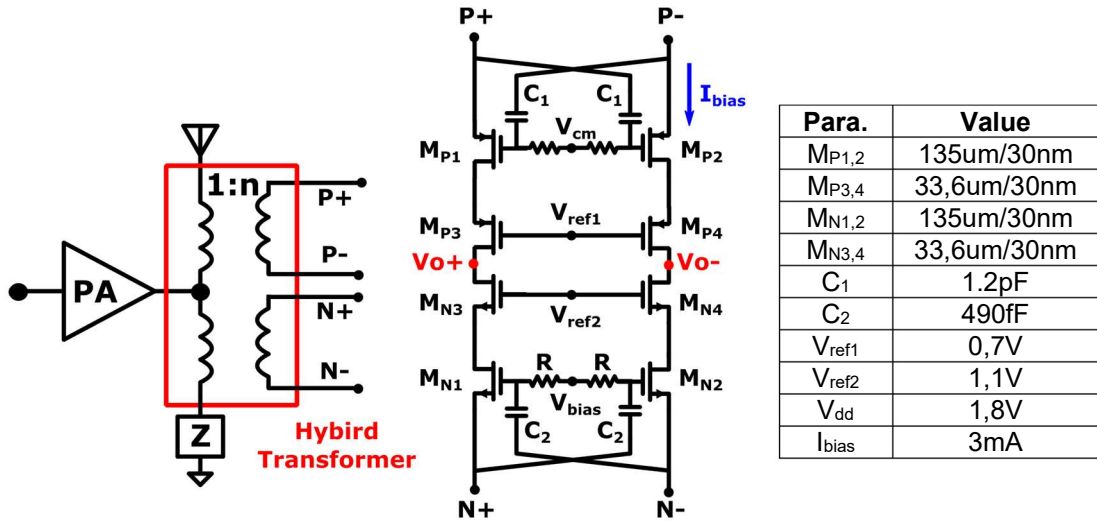 1:n
P+
P-
PA
N+
N-
Z
Hybird
Transformer
P+
P-
C1
C1
Ibias
Vcm
MP1
MP2
MP3
Vref1
MP4
Vo+
Vo-
MN3
Vref2
MN4
R
R
MN1
Vbias
MN2
C2
C2
N+
N-
Para. Value
MP1,2 135um/30nm
MP3,4 33,6um/30nm
MN1,2 135um/30nm
MN3,4 33,6um/30nm
C1 1.2pF
C2 490fF
Vref1 0,7V
Vref2 1,1V
Vdd 1,8V
Ibias 3mA